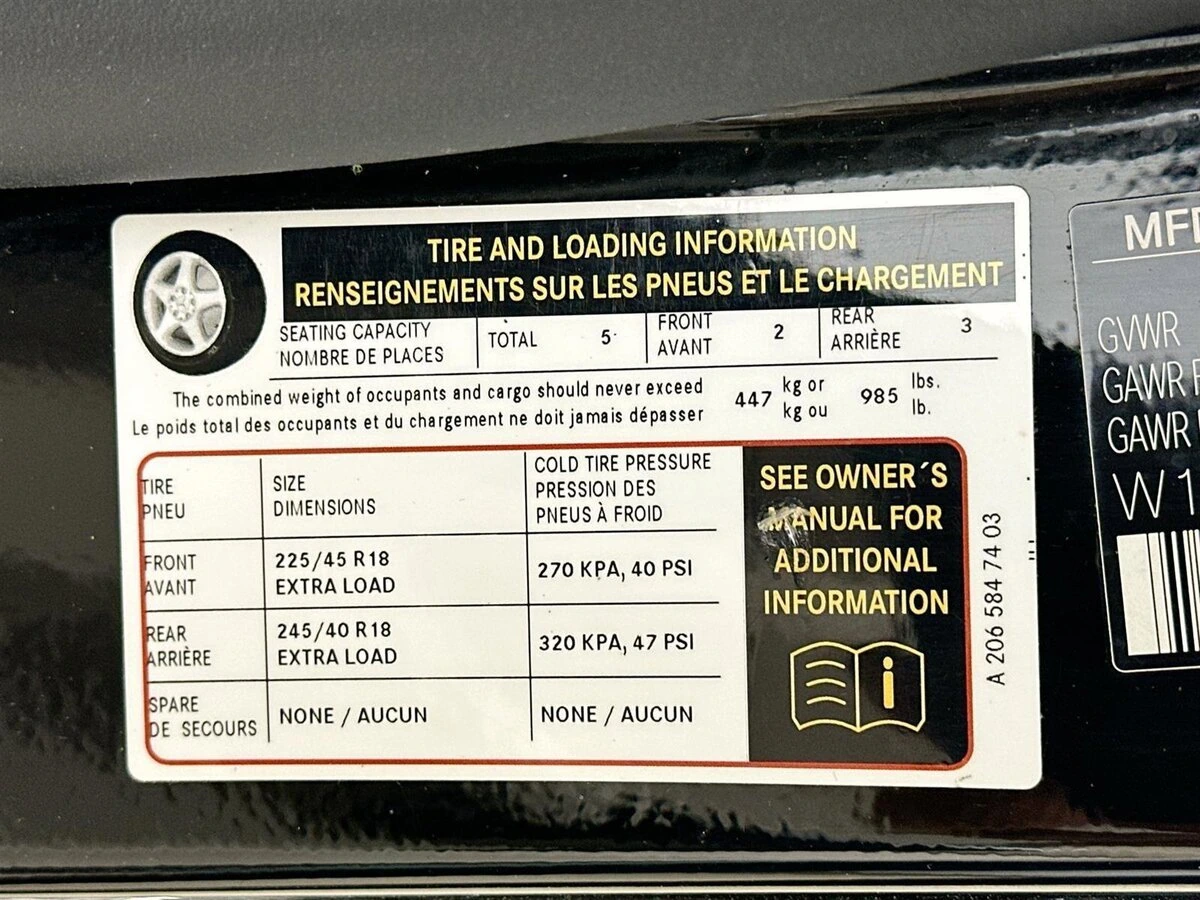 TIRE AND LOADING INFORMATION
RENSEIGNEMENTS SUR LES PNEUS ET LE CHARGEMENT
SEATING CAPACITY
NOMBRE DE PLACES
TOTAL 5
FRONT
AVANT
2
REAR
ARRIÈRE
3
The combined weight of occupants and cargo should never exceed
Le poids total des occupants et du chargement ne doit jamais dépasser
447
kg or
kg ou
985
lbs.
lb.
TIRE
PNEU
SIZE
DIMENSIONS
COLD TIRE PRESSURE
PRESSION DES
PNEUS À FROID
FRONT
AVANT
225/45 R18
EXTRA LOAD
270 KPA, 40 PSI
REAR
ARRIÈRE
245/40 R18
EXTRA LOAD
320 KPA, 47 PSI
SPARE
DE SECOURS
NONE / AUCUN
NONE / AUCUN
SEE OWNER´S
MANUAL FOR
ADDITIONAL
INFORMATION
A 206 584 74 03
GVWR
GAWR
GAWR